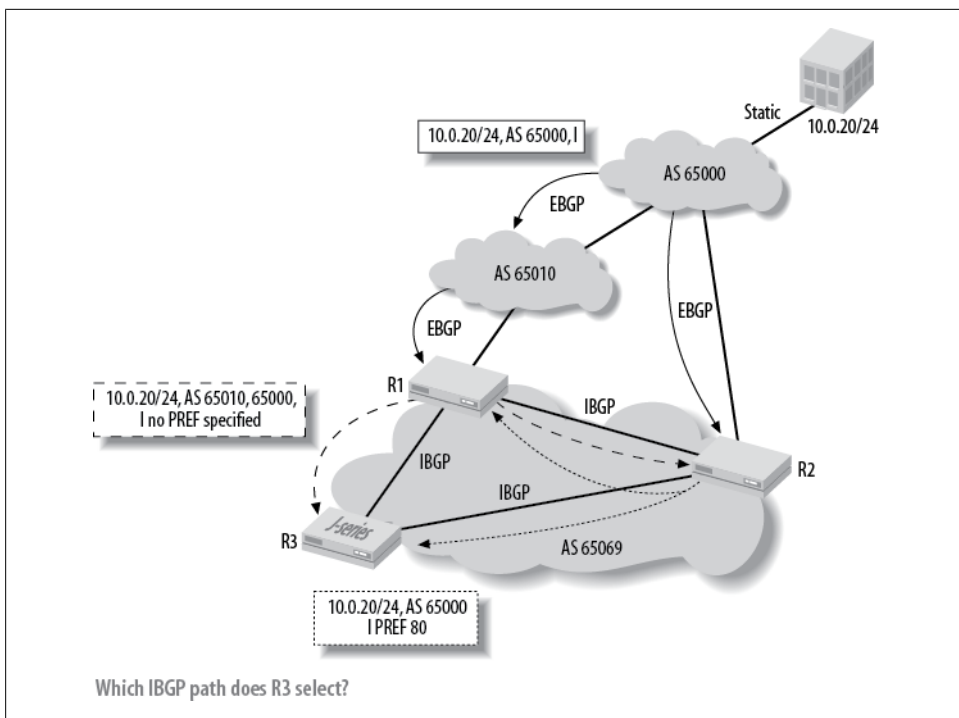 Static
10.0.20/24
10.0.20/24, AS 65000, I
AS 65000
EBGP
AS 65010
EBGP
EBGP
R1
10.0.20/24, AS 65010, 65000,
I no PREF specified
IBGP
R2
IBGP
IBGP
J-series
R3
AS 65069
10.0.20/24, AS 65000
I PREF 80
Which IBGP path does R3 select?